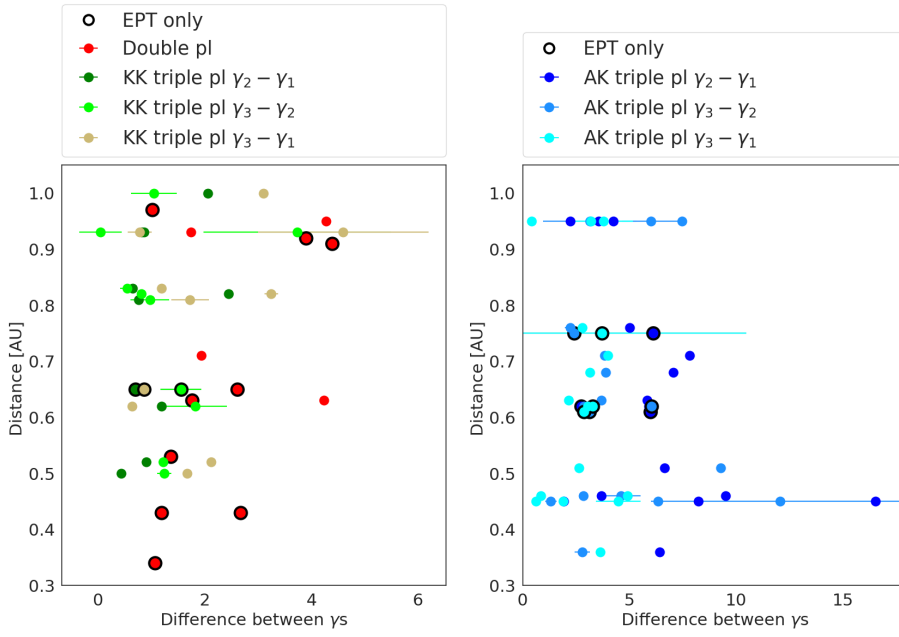 EPT only
Double pl
KK triple pl γ₂ − γ₁
KK triple pl γ₃ − γ₂
KK triple pl γ₃ − γ₁
EPT only
AK triple pl γ₂ − γ₁
AK triple pl γ₃ − γ₂
AK triple pl γ₃ − γ₁
1.0
0.9
0.8
0.7
0.6
0.5
0.4
0.3
Distance [AU]
0 2 4 6
Difference between γs
1.0
0.9
0.8
0.7
0.6
0.5
0.4
0.3
Distance [AU]
0 5 10 15
Difference between γs